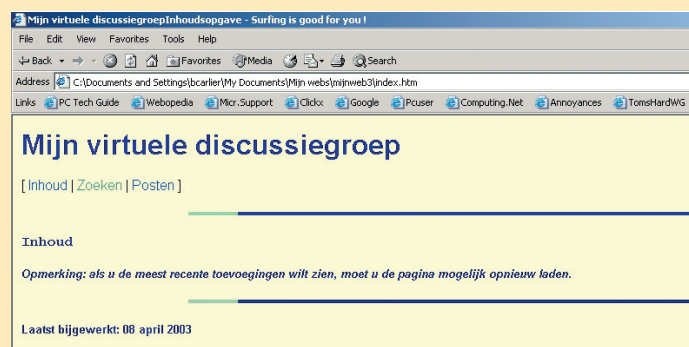 Mijn virtuele discussiegroepInhoudsopgave - Surfing is good for you !
File Edit View Favorites Tools Help
Back Favorites Media Search
Address C:\Documents and Settings\bcarlier\My Documents\Mijn webs\mijnweb3\index.htm
Links PC Tech Guide Webopedia Micr.Support Clickx Google Pcuser Computing.Net Annoyances TomsHardWG
Mijn virtuele discussiegroep
[ Inhoud | Zoeken | Posten ]
Inhoud
Opmerking: als u de meest recente toevoegingen wilt zien, moet u de pagina mogelijk opnieuw laden.
Laatst bijgewerkt: 08 april 2003